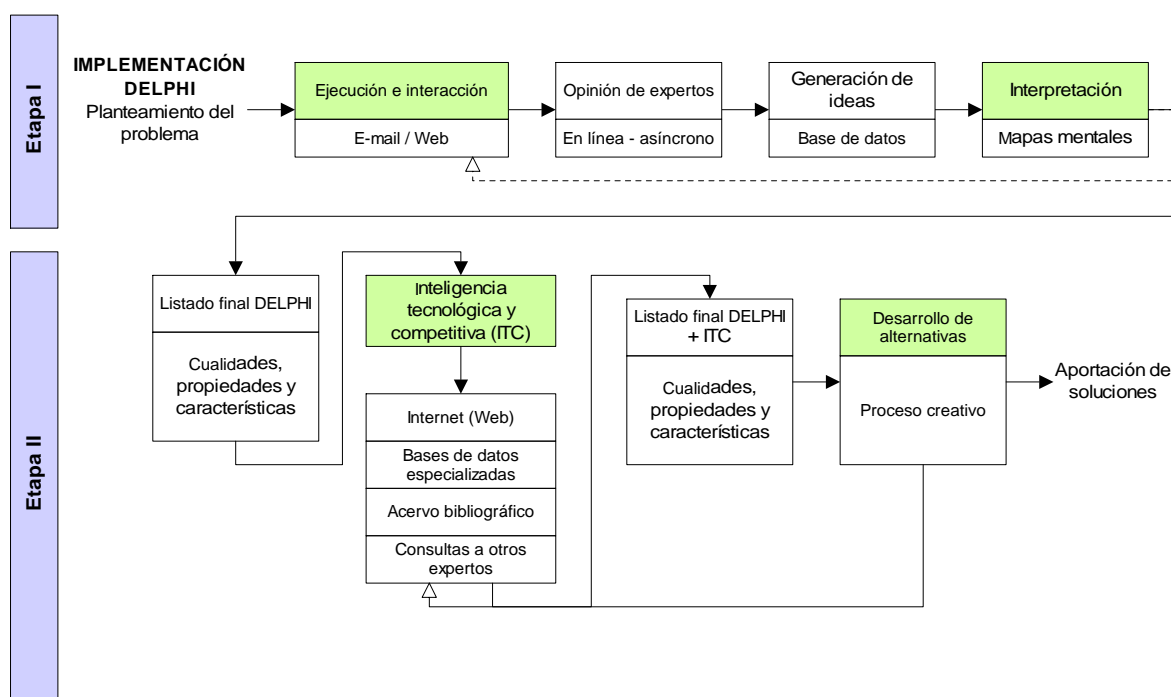 Etapa I
IMPLEMENTACIÓN
DELPHI
Planteamiento del
problema
Ejecución e interacción
E-mail / Web
Opinión de expertos
En línea - asíncrono
Generación de
ideas
Base de datos
Interpretación
Mapas mentales
Etapa II
Listado final DELPHI
Cualidades,
propiedades y
características
Inteligencia
tecnológica y
competitiva (ITC)
Internet (Web)
Bases de datos
especializadas
Acervo bibliográfico
Consultas a otros
expertos
Listado final DELPHI
+ ITC
Cualidades,
propiedades y
características
Desarrollo de
alternativas
Proceso creativo
Aportación de
soluciones